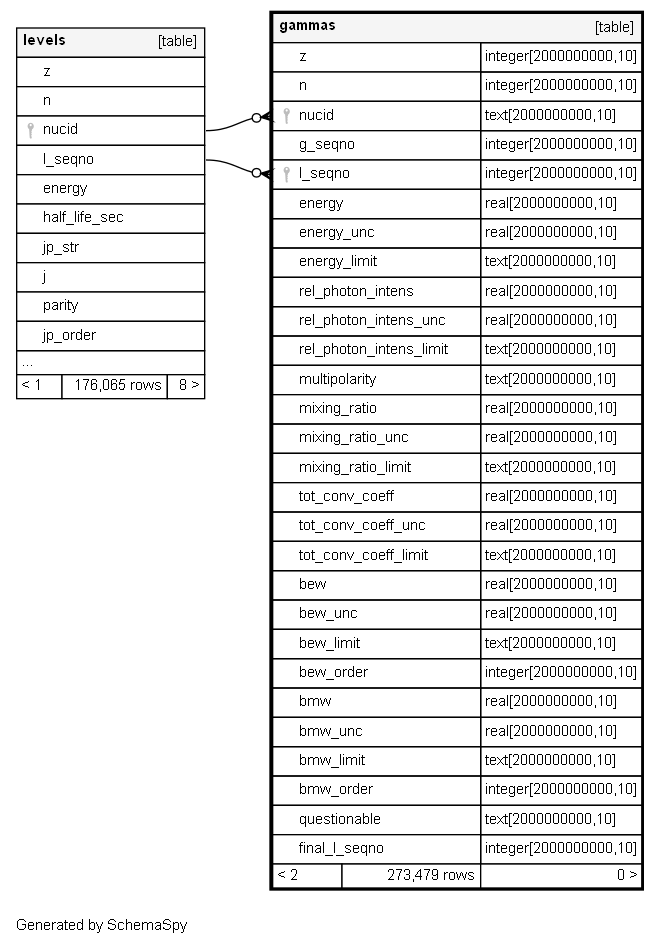 levels [table]
z
n
nucid
l_seqno
energy
half_life_sec
jp_str
j
parity
jp_order
...
< 1 176,065 rows 8 >
gammas [table]
z integer[2000000000,10]
n integer[2000000000,10]
nucid text[2000000000,10]
g_seqno integer[2000000000,10]
l_seqno integer[2000000000,10]
energy real[2000000000,10]
energy_unc real[2000000000,10]
energy_limit text[2000000000,10]
rel_photon_intens real[2000000000,10]
rel_photon_intens_unc real[2000000000,10]
rel_photon_intens_limit text[2000000000,10]
multipolarity text[2000000000,10]
mixing_ratio real[2000000000,10]
mixing_ratio_unc real[2000000000,10]
mixing_ratio_limit text[2000000000,10]
tot_conv_coeff real[2000000000,10]
tot_conv_coeff_unc real[2000000000,10]
tot_conv_coeff_limit text[2000000000,10]
bew real[2000000000,10]
bew_unc real[2000000000,10]
bew_limit text[2000000000,10]
bew_order integer[2000000000,10]
bmw real[2000000000,10]
bmw_unc real[2000000000,10]
bmw_limit text[2000000000,10]
bmw_order integer[2000000000,10]
questionable text[2000000000,10]
final_l_seqno integer[2000000000,10]
< 2 273,479 rows 0 >
Generated by SchemaSpy